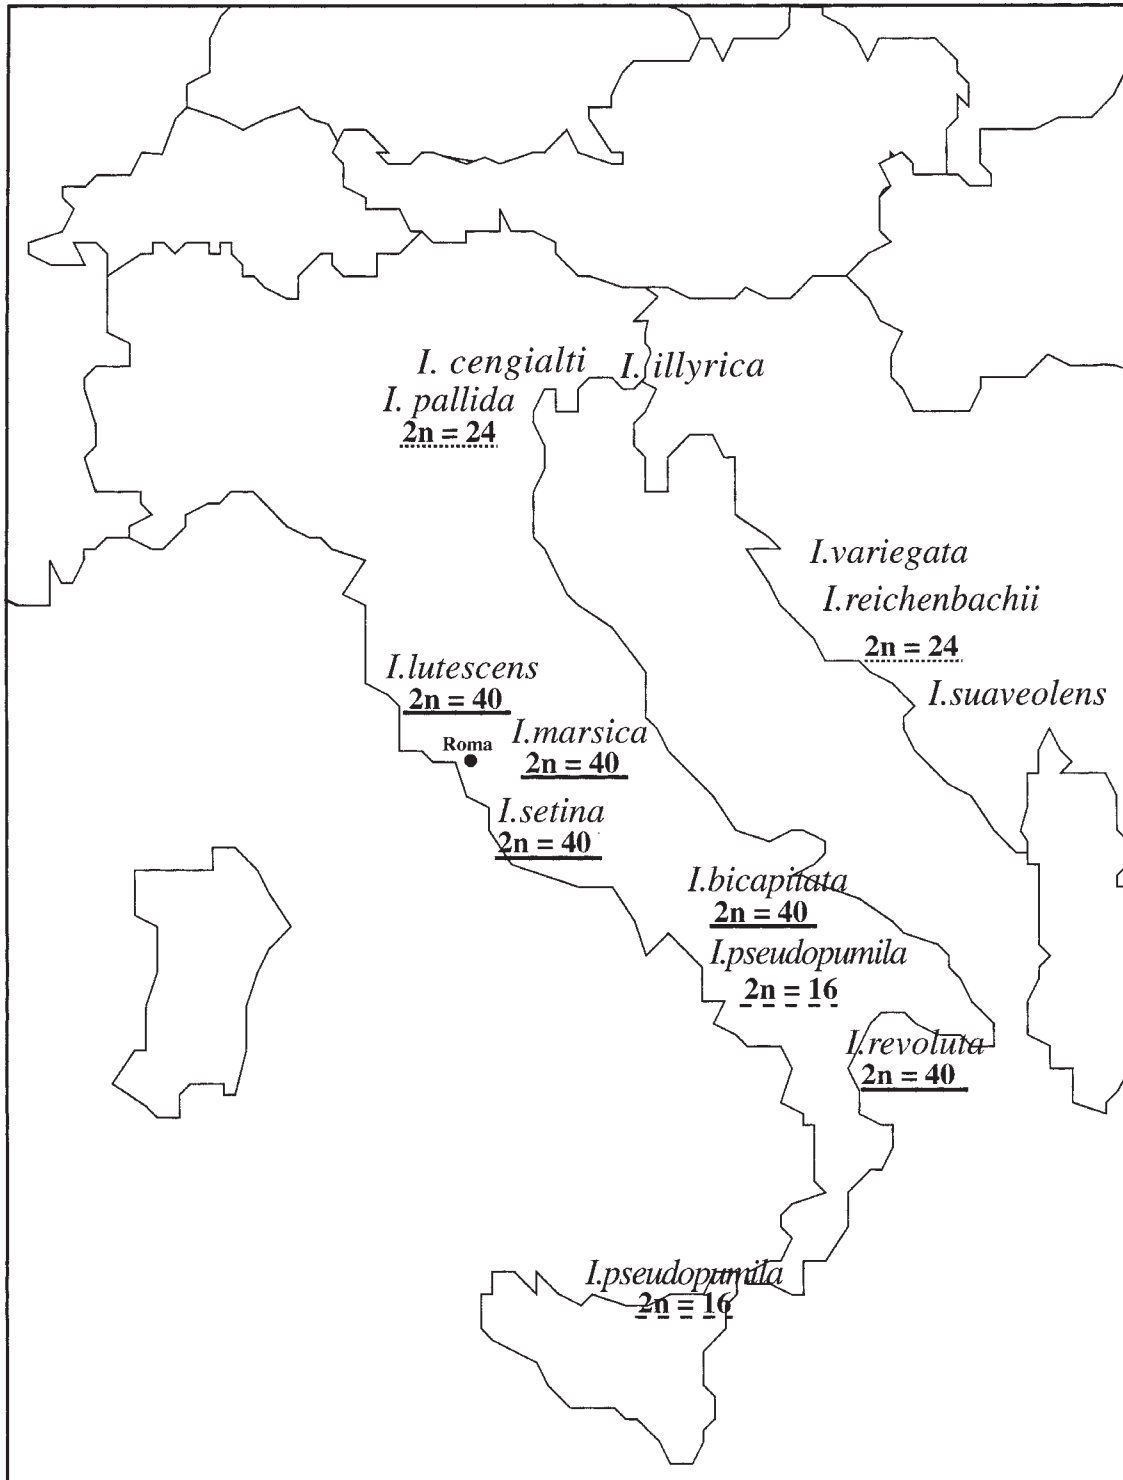 I. cengialti
I. illyrica
I. pallida
2n = 24
I.variegata
I.reichenbachii
2n = 24
I.suaveolens
I.lutescens
2n = 40
Roma
I.marsica
2n = 40
I.setina
2n = 40
I.bicapitata
2n = 40
I.pseudopumila
2n = 16
I.revoluta
2n = 40
I.pseudopumila
2n = 16